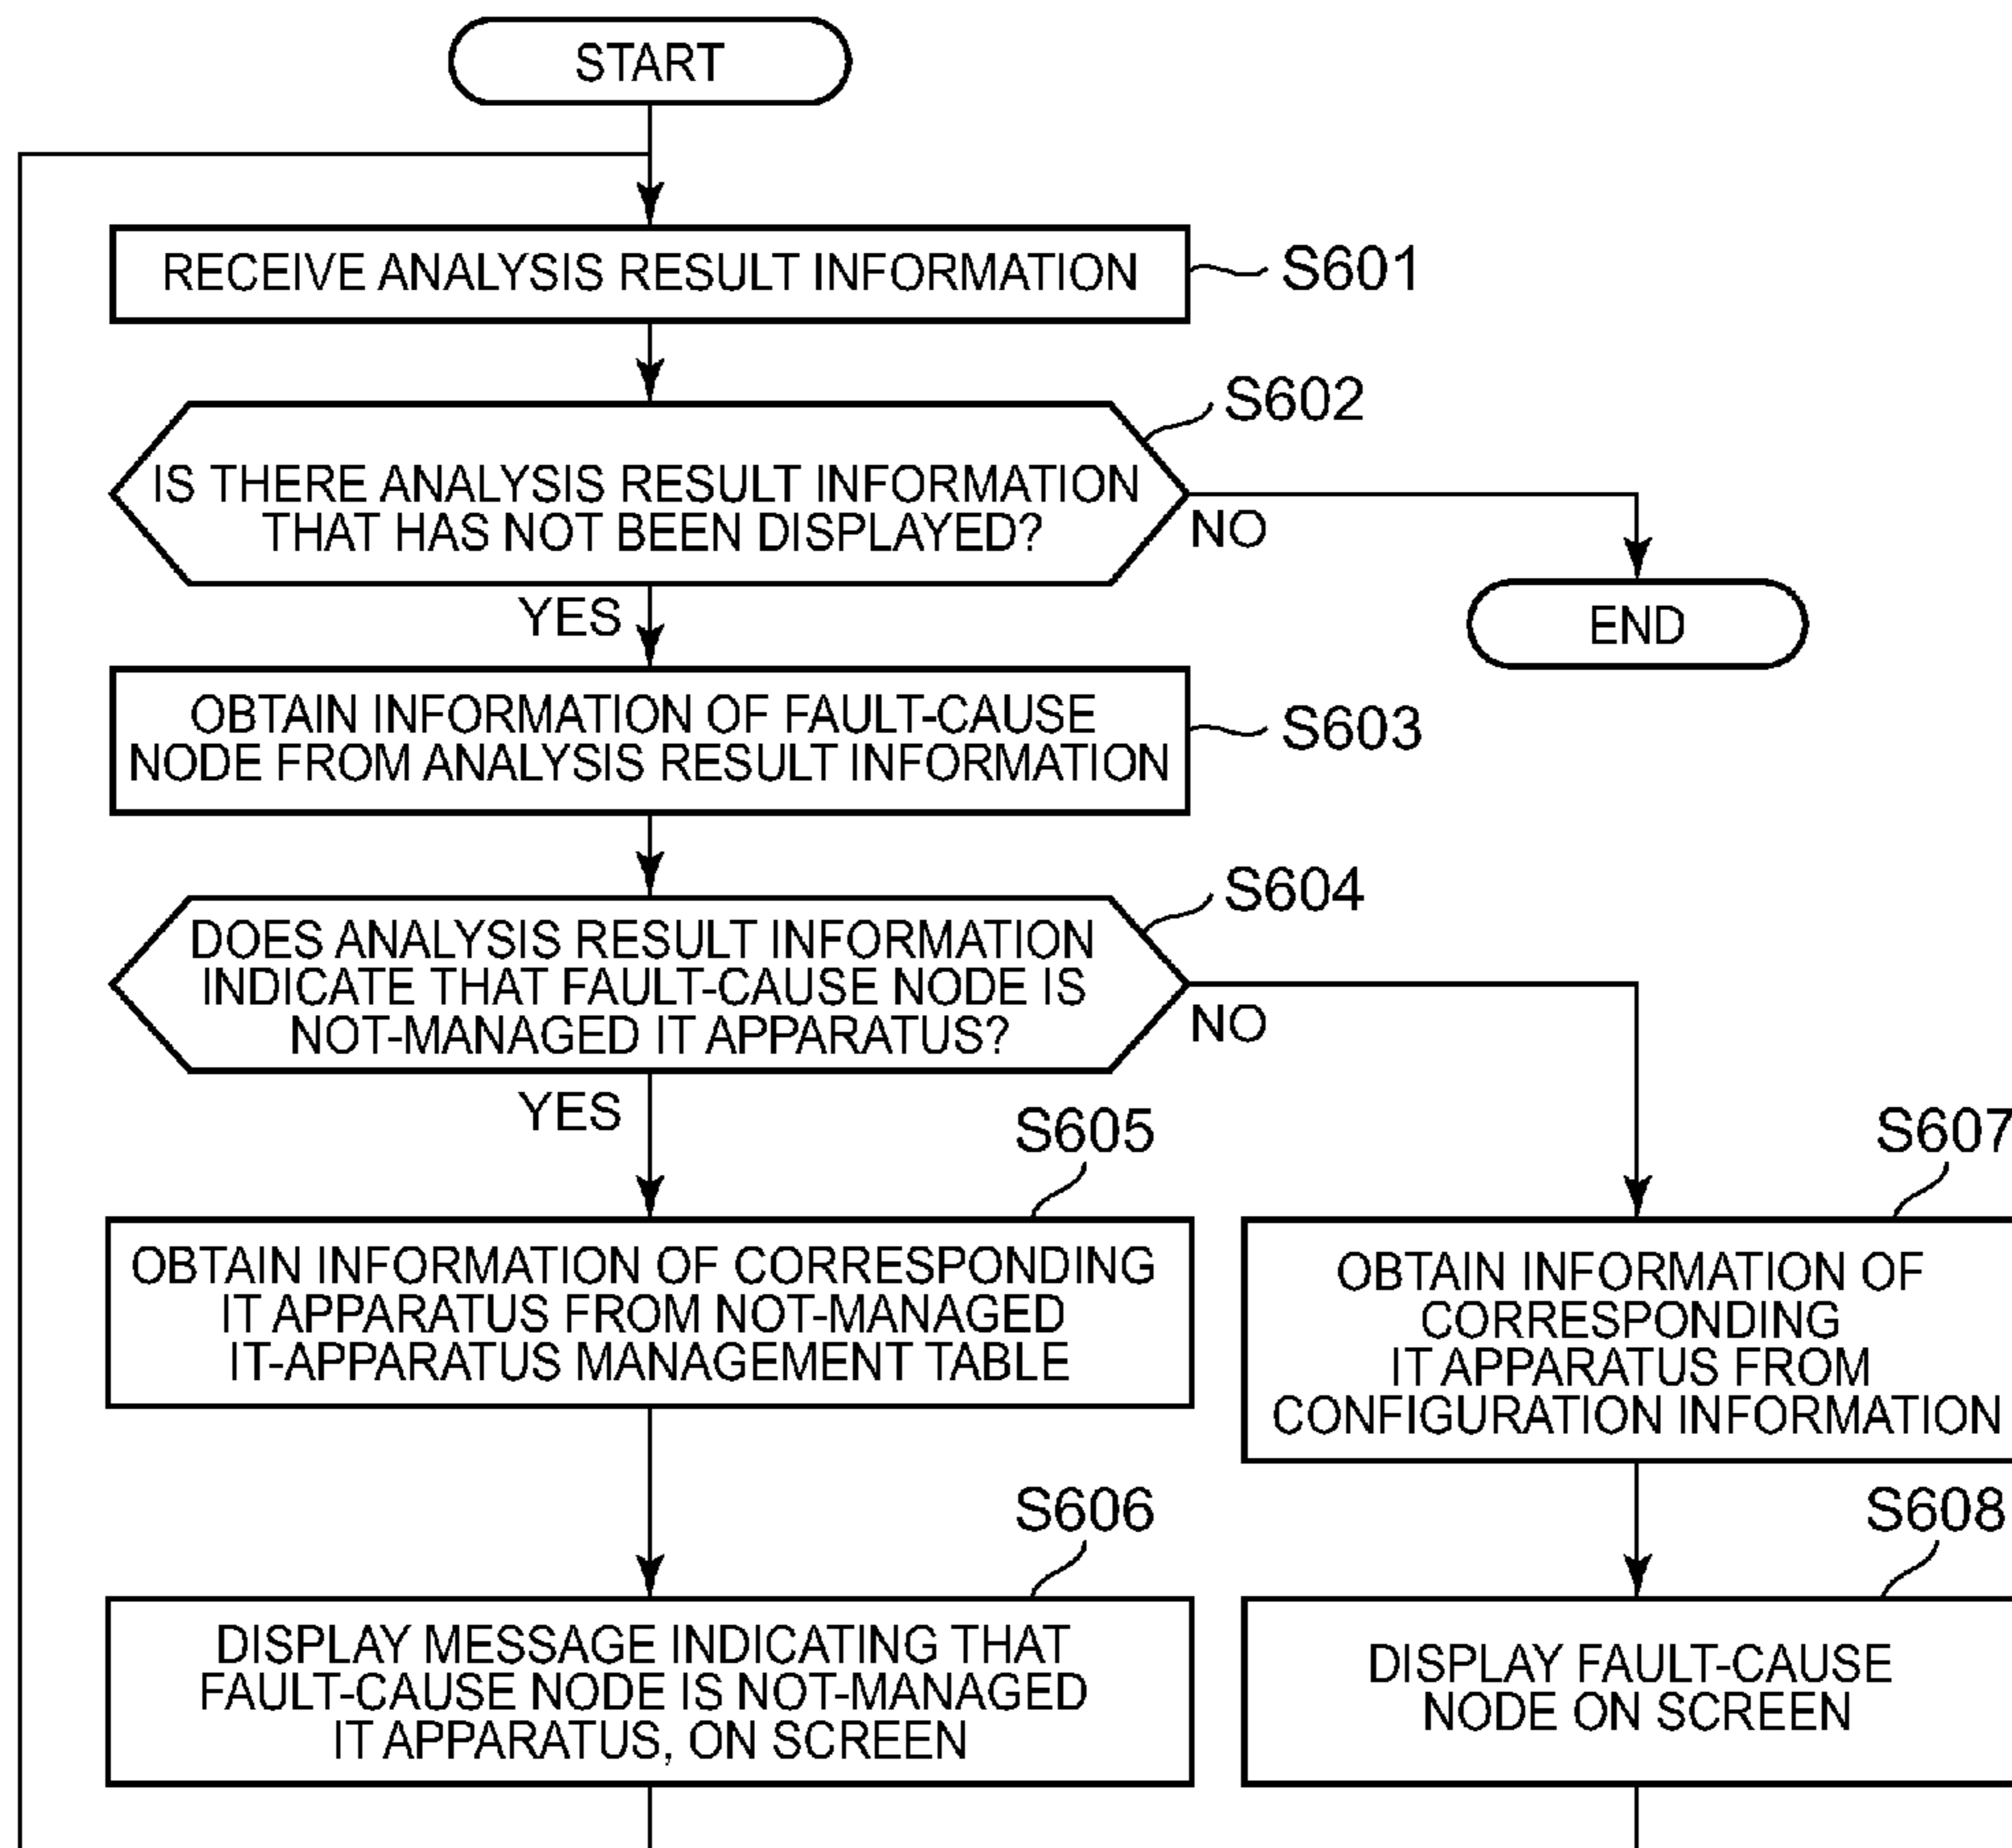 START
RECEIVE ANALYSIS RESULT INFORMATION
S601
S602
IS THERE ANALYSIS RESULT INFORMATION
THAT HAS NOT BEEN DISPLAYED?
NO
YES
END
OBTAIN INFORMATION OF FAULT-CAUSE
NODE FROM ANALYSIS RESULT INFORMATION
S603
S604
DOES ANALYSIS RESULT INFORMATION
INDICATE THAT FAULT-CAUSE NODE IS
NOT-MANAGED IT APPARATUS?
NO
YES
S605
OBTAIN INFORMATION OF CORRESPONDING
IT APPARATUS FROM NOT-MANAGED
IT-APPARATUS MANAGEMENT TABLE
S607
OBTAIN INFORMATION OF
CORRESPONDING
IT APPARATUS FROM
CONFIGURATION INFORMATION
S606
DISPLAY MESSAGE INDICATING THAT
FAULT-CAUSE NODE IS NOT-MANAGED
IT APPARATUS, ON SCREEN
S608
DISPLAY FAULT-CAUSE
NODE ON SCREEN